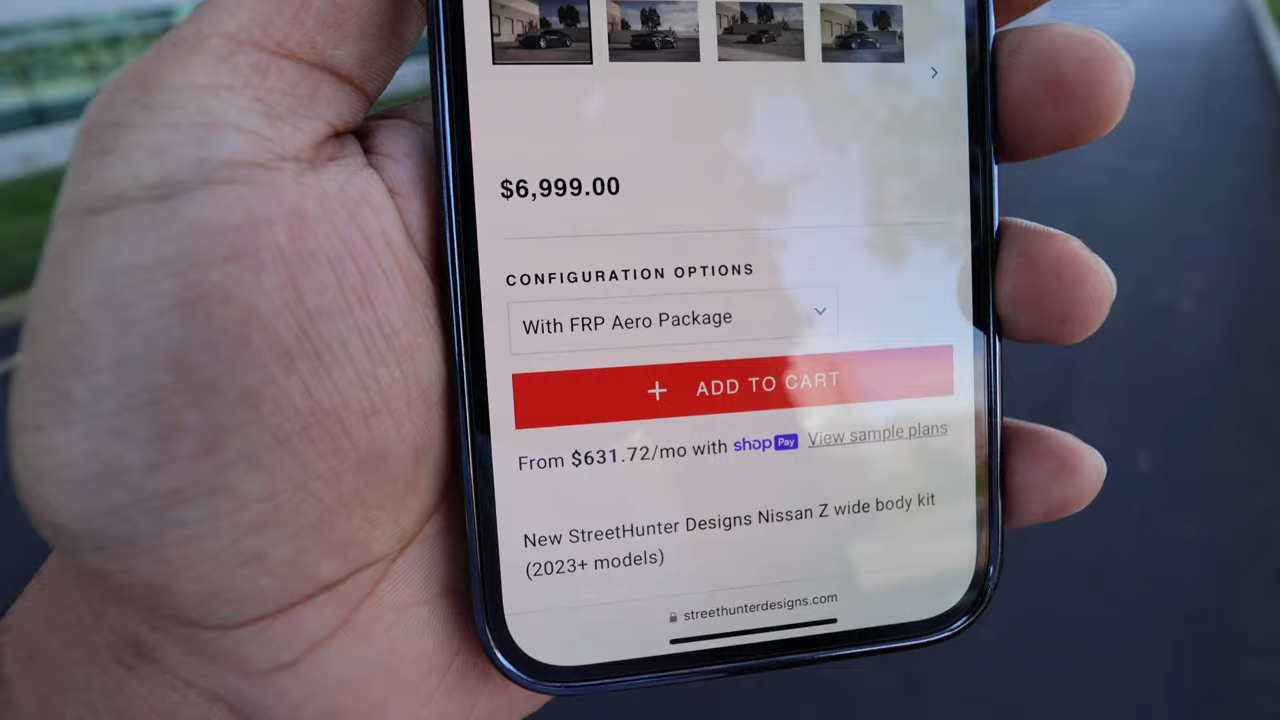 $6,999.00
CONFIGURATION OPTIONS
With FRP Aero Package
+ ADD TO CART
From $631.72/mo with shop Pay View sample plans
New StreetHunter Designs Nissan Z wide body kit
(2023+ models)
streethunterdesigns.com